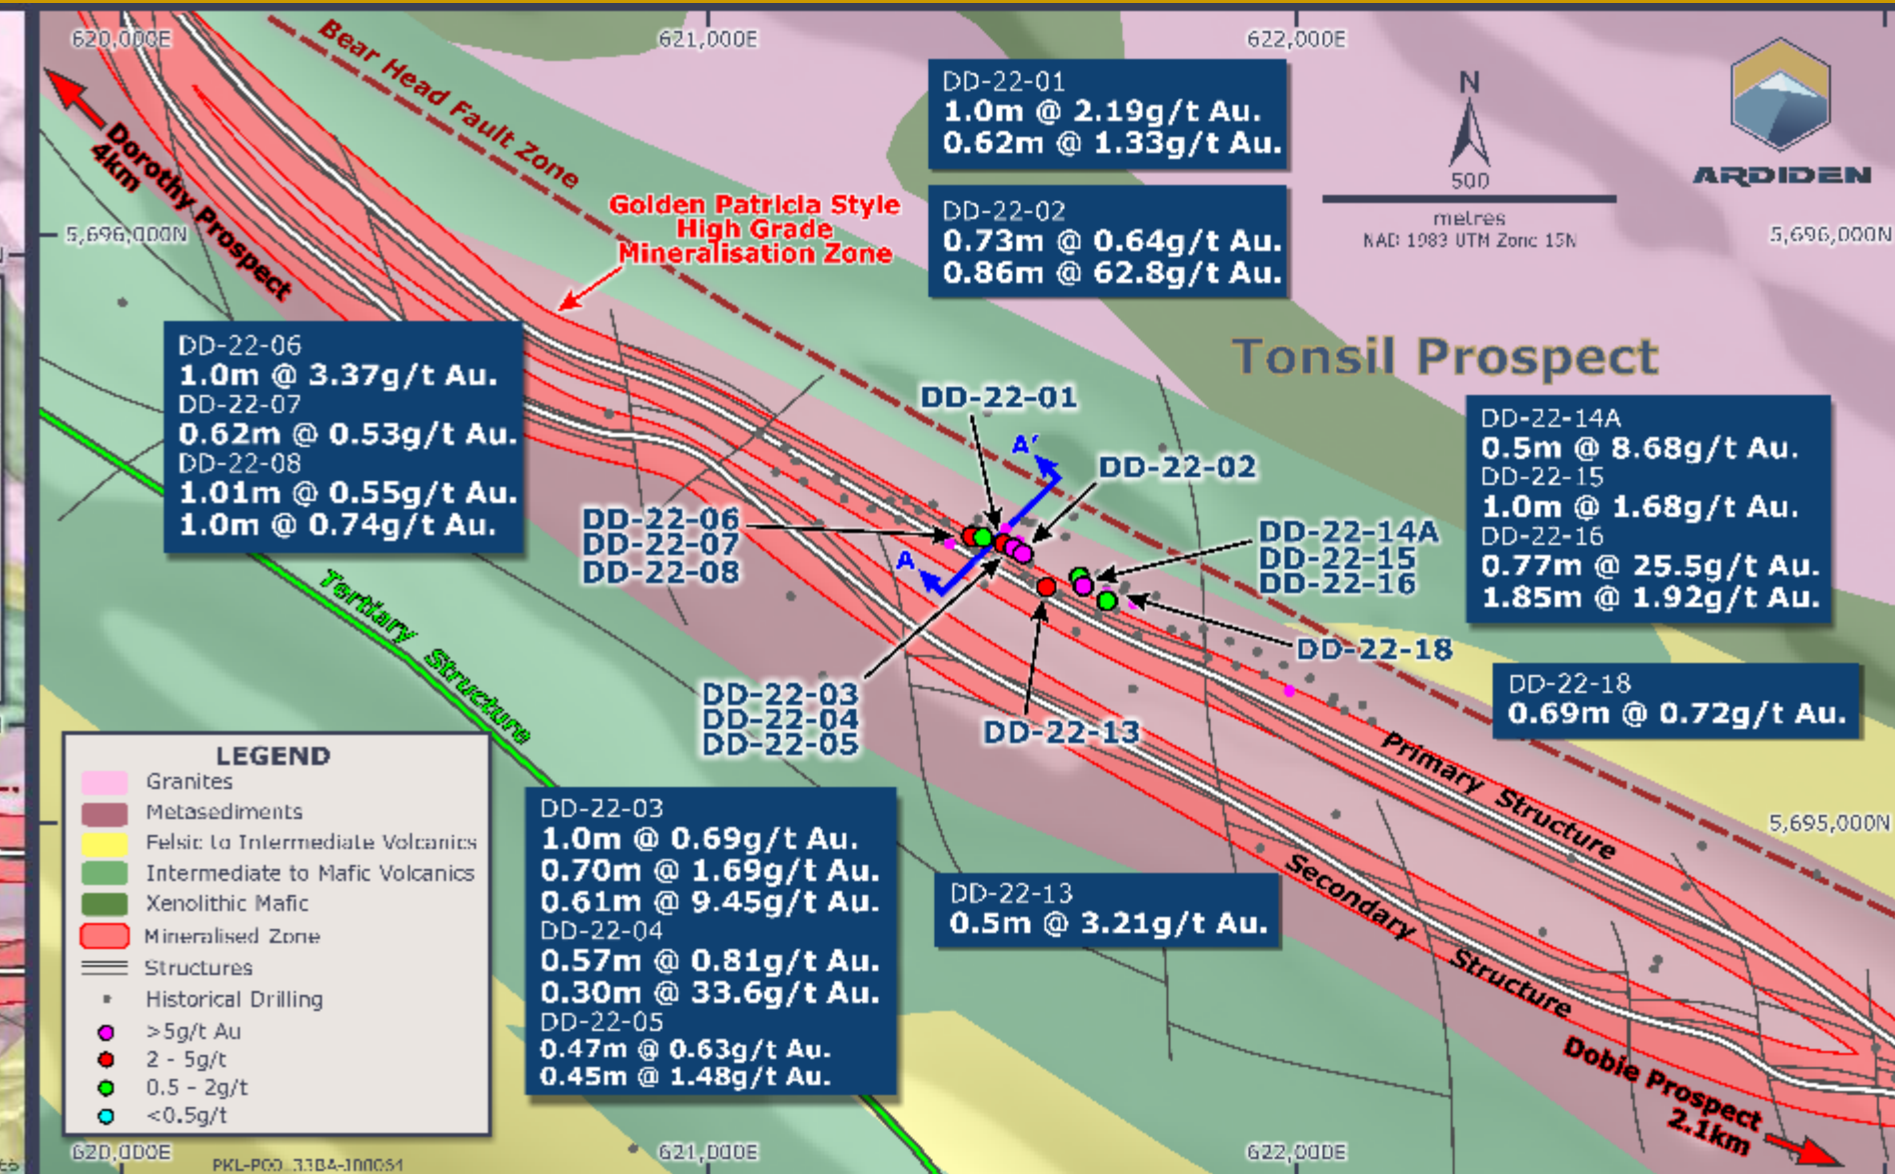 620,000E
621,000E
622,000E
Bear Head Fault Zone
DD-22-01
1.0m @ 2.19g/t Au.
0.62m @ 1.33g/t Au.
N
500
metres
NAD 1983 UTM Zone 15N
ARDIDEN
Dorothy Prospect
4km
Golden Patricia Style
High Grade
Mineralisation Zone
DD-22-02
0.73m @ 0.64g/t Au.
0.86m @ 62.8g/t Au.
5,696,000N
5,696,000N
Tonsil Prospect
DD-22-06
1.0m @ 3.37g/t Au.
DD-22-07
0.62m @ 0.53g/t Au.
DD-22-08
1.01m @ 0.55g/t Au.
1.0m @ 0.74g/t Au.
DD-22-01
A'
DD-22-02
DD-22-14A
0.5m @ 8.68g/t Au.
DD-22-15
1.0m @ 1.68g/t Au.
DD-22-16
0.77m @ 25.5g/t Au.
1.85m @ 1.92g/t Au.
DD-22-06
DD-22-07
DD-22-08
A
DD-22-14A
DD-22-15
DD-22-16
DD-22-18
DD-22-18
0.69m @ 0.72g/t Au.
Tertiary Structure
DD-22-03
DD-22-04
DD-22-05
DD-22-13
Primary Structure
LEGEND
Granites
Metasediments
Felsic to Intermediate Volcanics
Intermediate to Mafic Volcanics
Xenolithic Mafic
Mineralised Zone
Structures
Historical Drilling
>5g/t Au
2 - 5g/t
0.5 - 2g/t
<0.5g/t
DD-22-03
1.0m @ 0.69g/t Au.
0.70m @ 1.69g/t Au.
0.61m @ 9.45g/t Au.
DD-22-04
0.57m @ 0.81g/t Au.
0.30m @ 33.6g/t Au.
DD-22-05
0.47m @ 0.63g/t Au.
0.45m @ 1.48g/t Au.
DD-22-13
0.5m @ 3.21g/t Au.
5,695,000N
Secondary Structure
Dobie Prospect
2.1km
620,000E
621,000E
622,000E